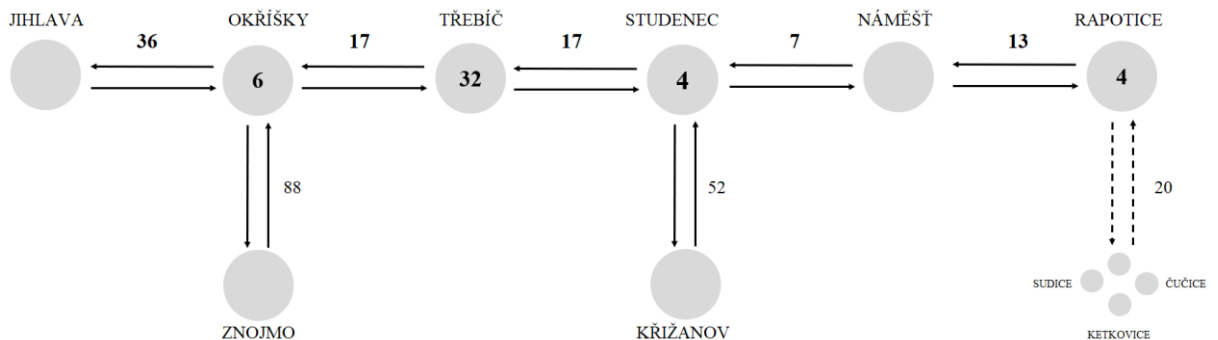 JIHLAVA OKŘÍŠKY TŘEBÍČ STUDENEC NÁMĚŠŤ RAPOTICE
36 17 17 7 13
6 32 4 4
88 52 20
SUDICE ČUČICE
ZNOJMO KŘIŽANOV KETKOVICE